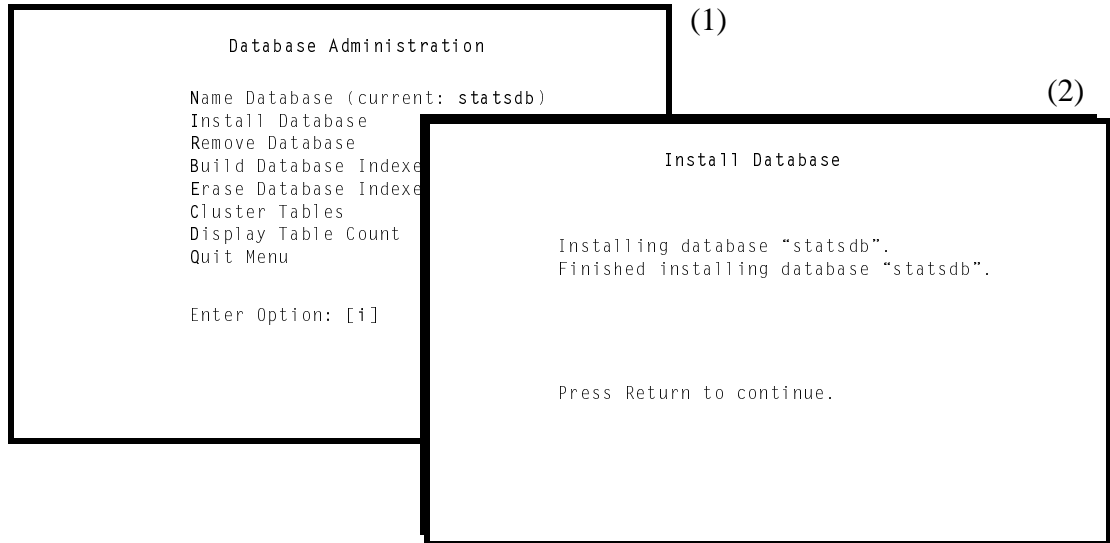 (1)
Database Administration
Name Database (current: statsdb)
Install Database
Remove Database
Build Database Indexe
Erase Database Indexe
Cluster Tables
Display Table Count
Quit Menu
Enter Option: [i]
(2)
Install Database
Installing database “statsdb”.
Finished installing database “statsdb”.
Press Return to continue.